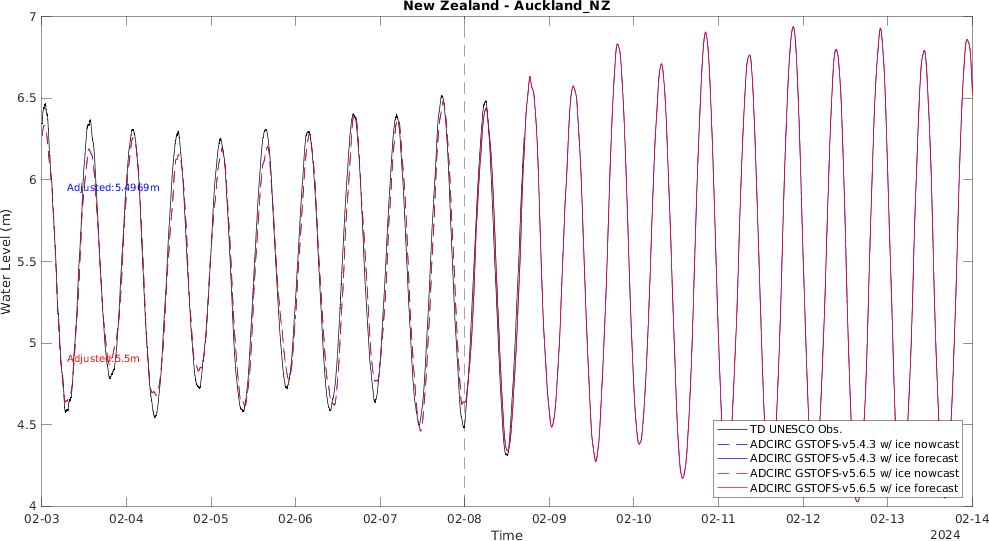 New Zealand - Auckland_NZ
7
6.5
6
5.5
5
4.5
4
Water Level (m)
Adjusted:5.4969m
Adjusted:5.5m
TD UNESCO Obs.
ADCIRC GSTOFS-v5.4.3 w/ ice nowcast
ADCIRC GSTOFS-v5.4.3 w/ ice forecast
ADCIRC GSTOFS-v5.6.5 w/ ice nowcast
ADCIRC GSTOFS-v5.6.5 w/ ice forecast
02-03 02-04 02-05 02-06 02-07 02-08 02-09 02-10 02-11 02-12 02-13 02-14
Time
2024